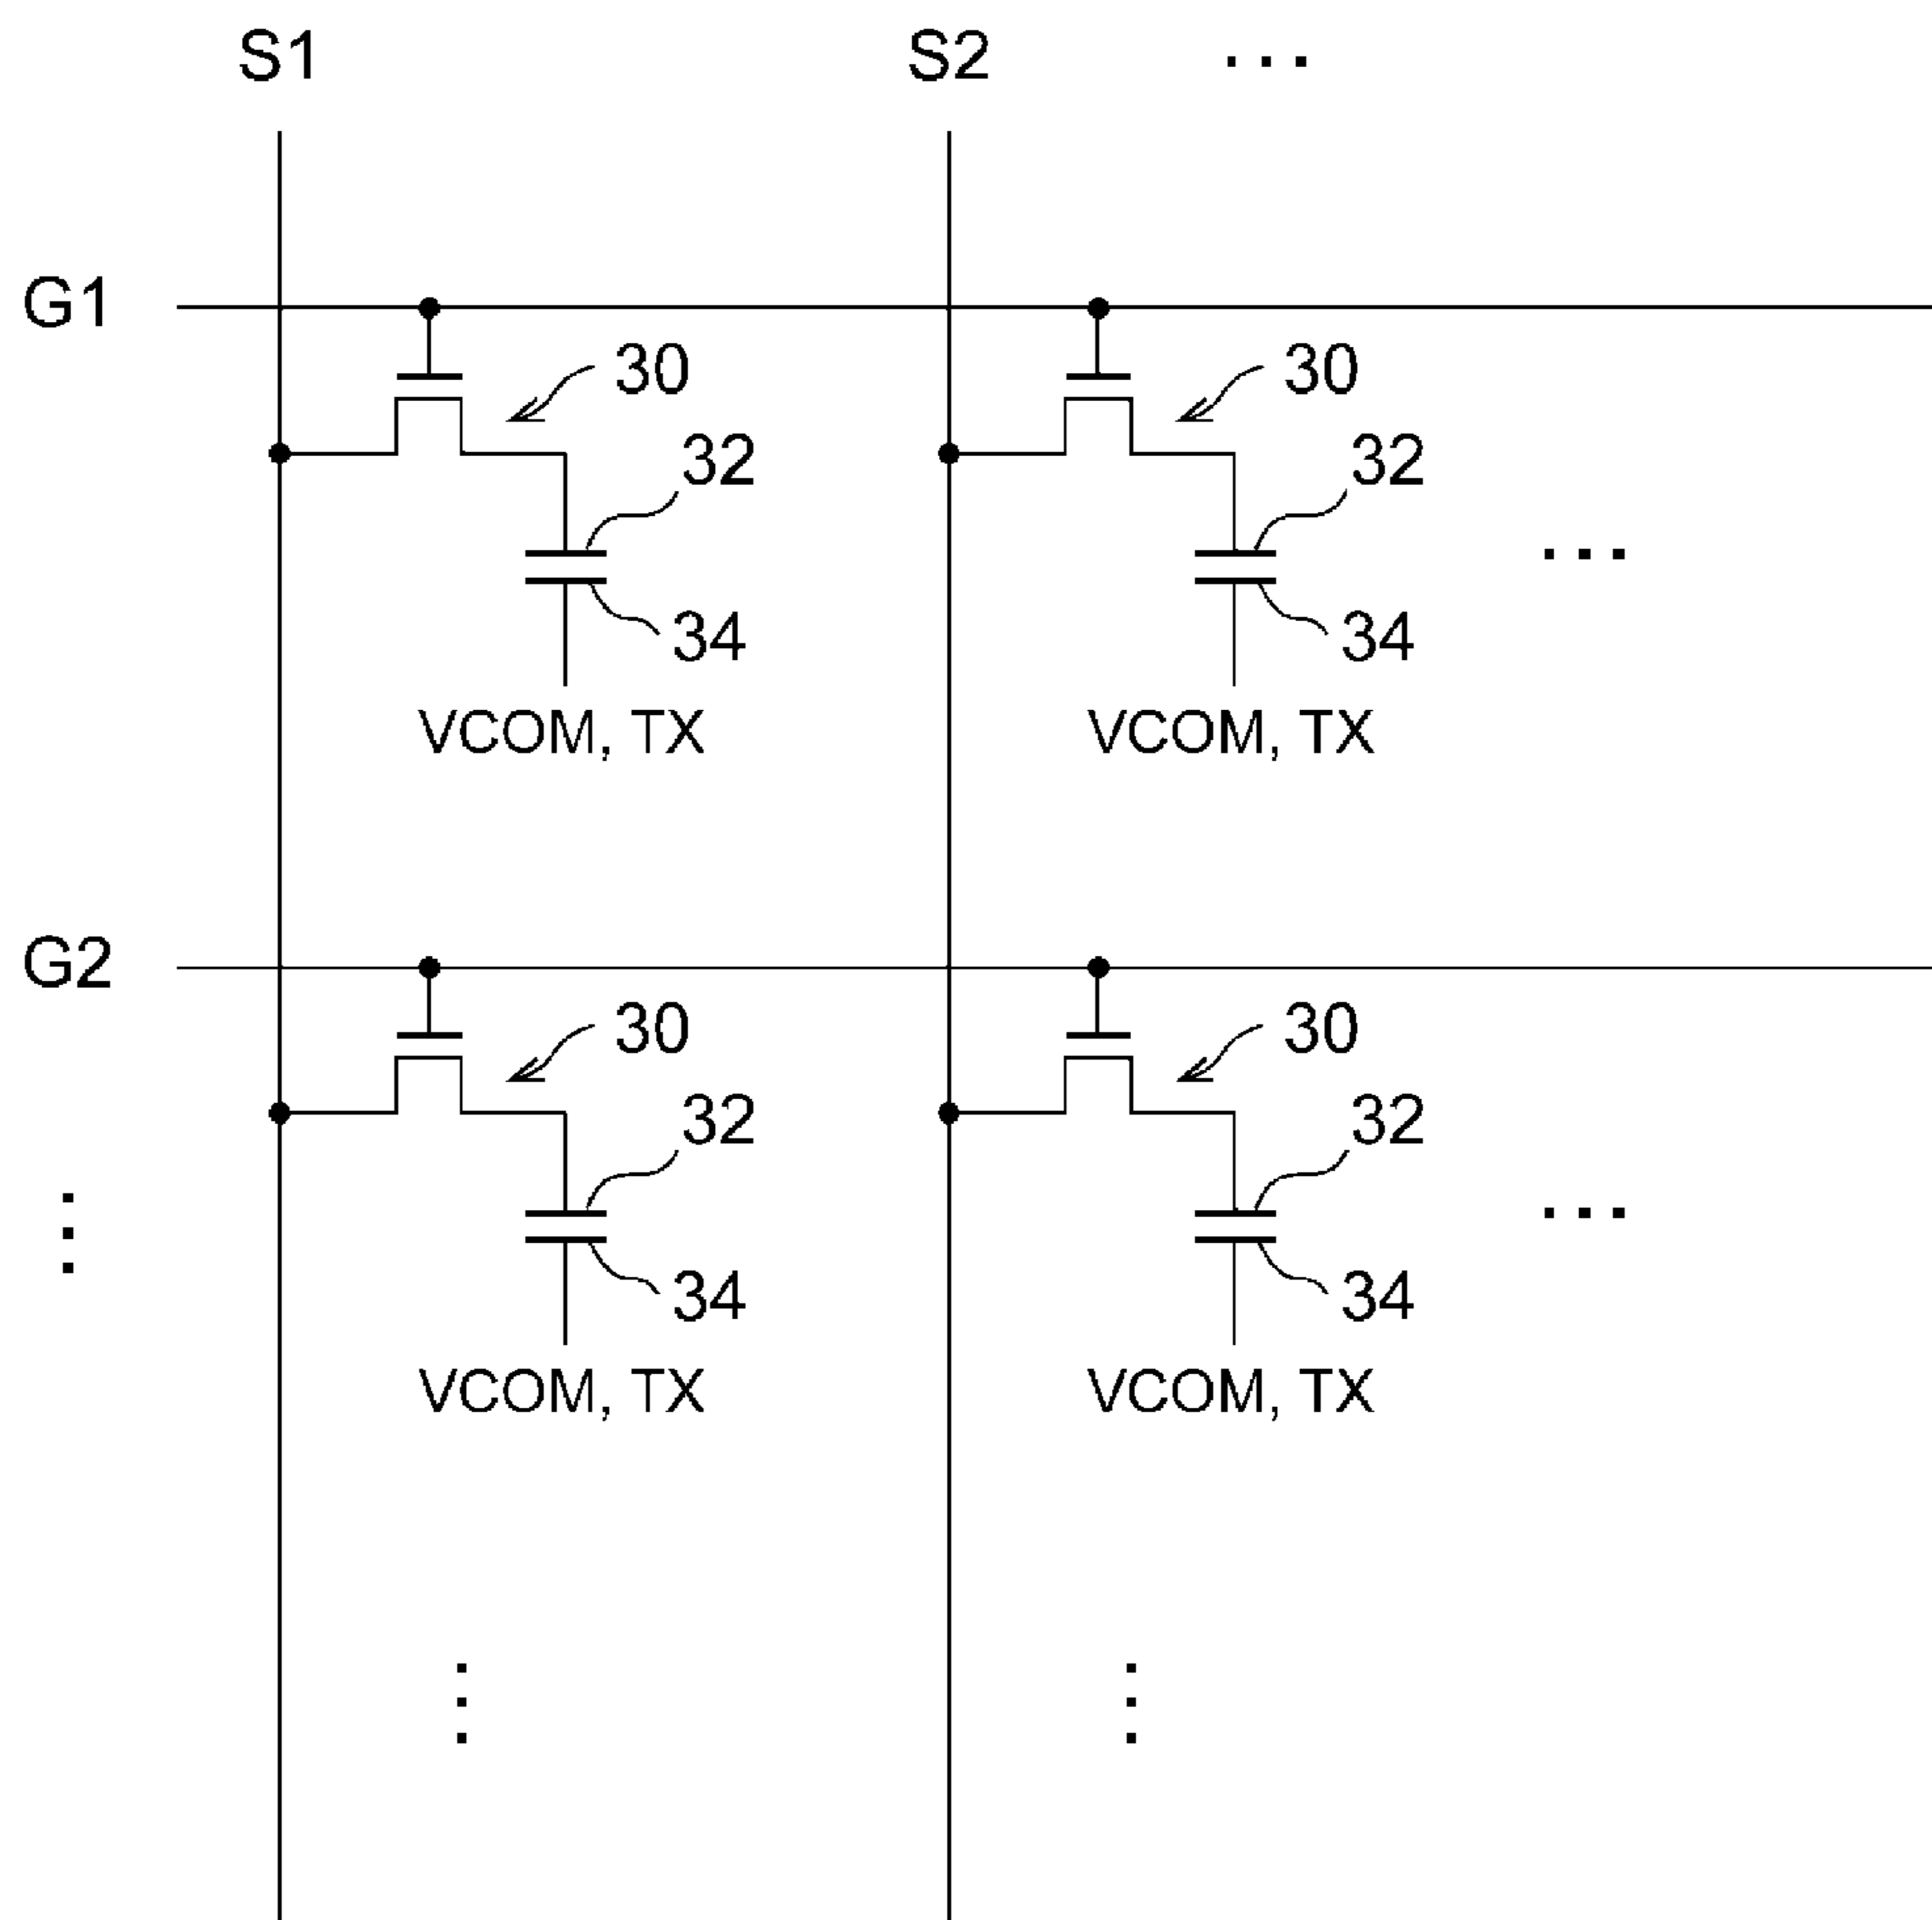 S1 S2 ...
G1
30 30
32 32
...
34 34
VCOM, TX VCOM, TX
G2
30 30
32 32
...
34 34
VCOM, TX VCOM, TX